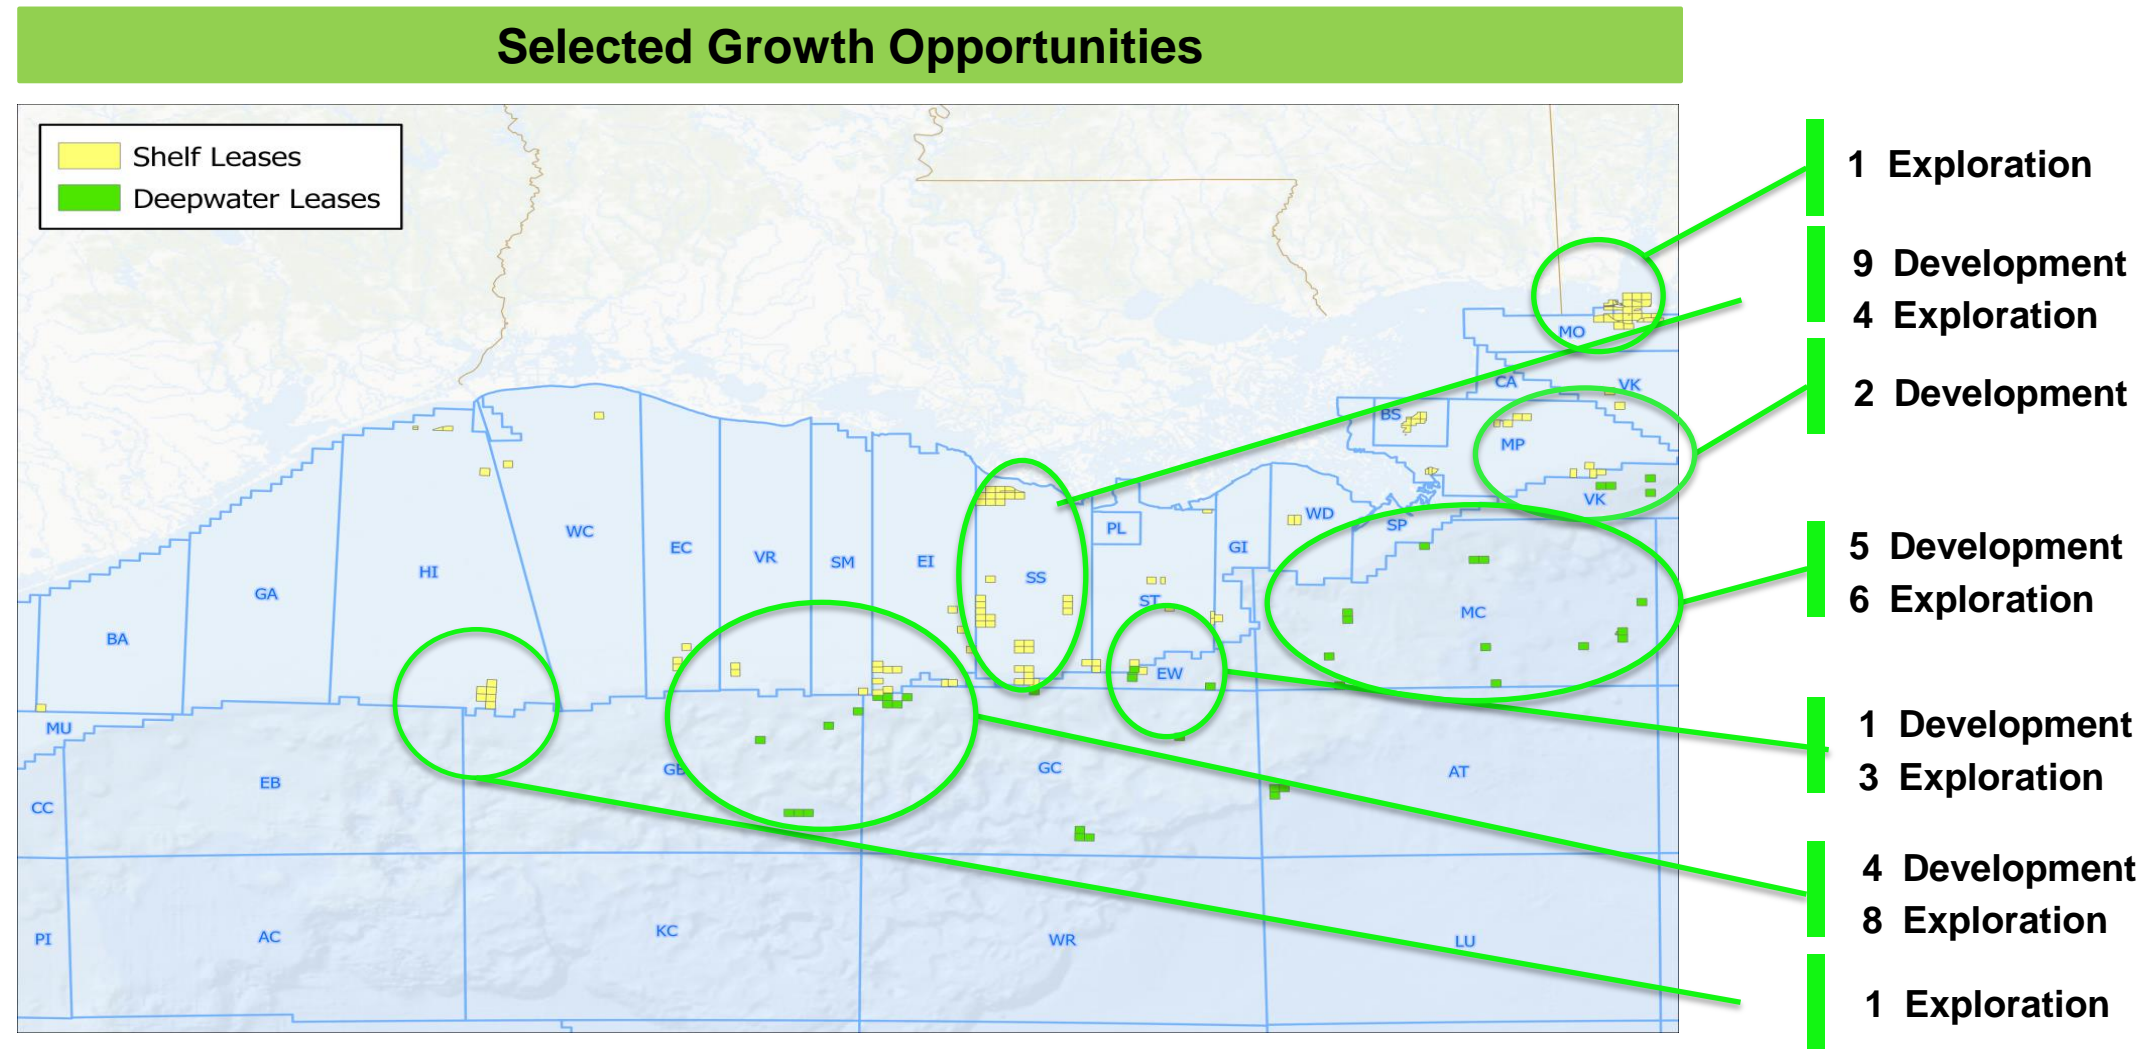 Selected Growth Opportunities
Shelf Leases
Deepwater Leases
1 Exploration
9 Development
4 Exploration
2 Development
5 Development
6 Exploration
1 Development
3 Exploration
4 Development
8 Exploration
1 Exploration
MO
CA
VK
BS
MP
VK
WC
EC
VR
SM
EI
SS
PL
GI
WD
SP
HI
GA
BA
ST
MC
EW
MU
EB
GB
GC
AT
CC
PI
AC
KC
WR
LU